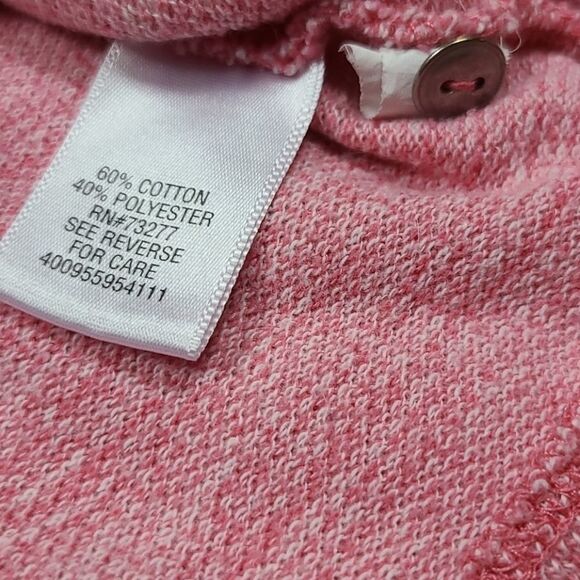 60% COTTON
40% POLYESTER
RN#73277
SEE REVERSE
FOR CARE
400955954111